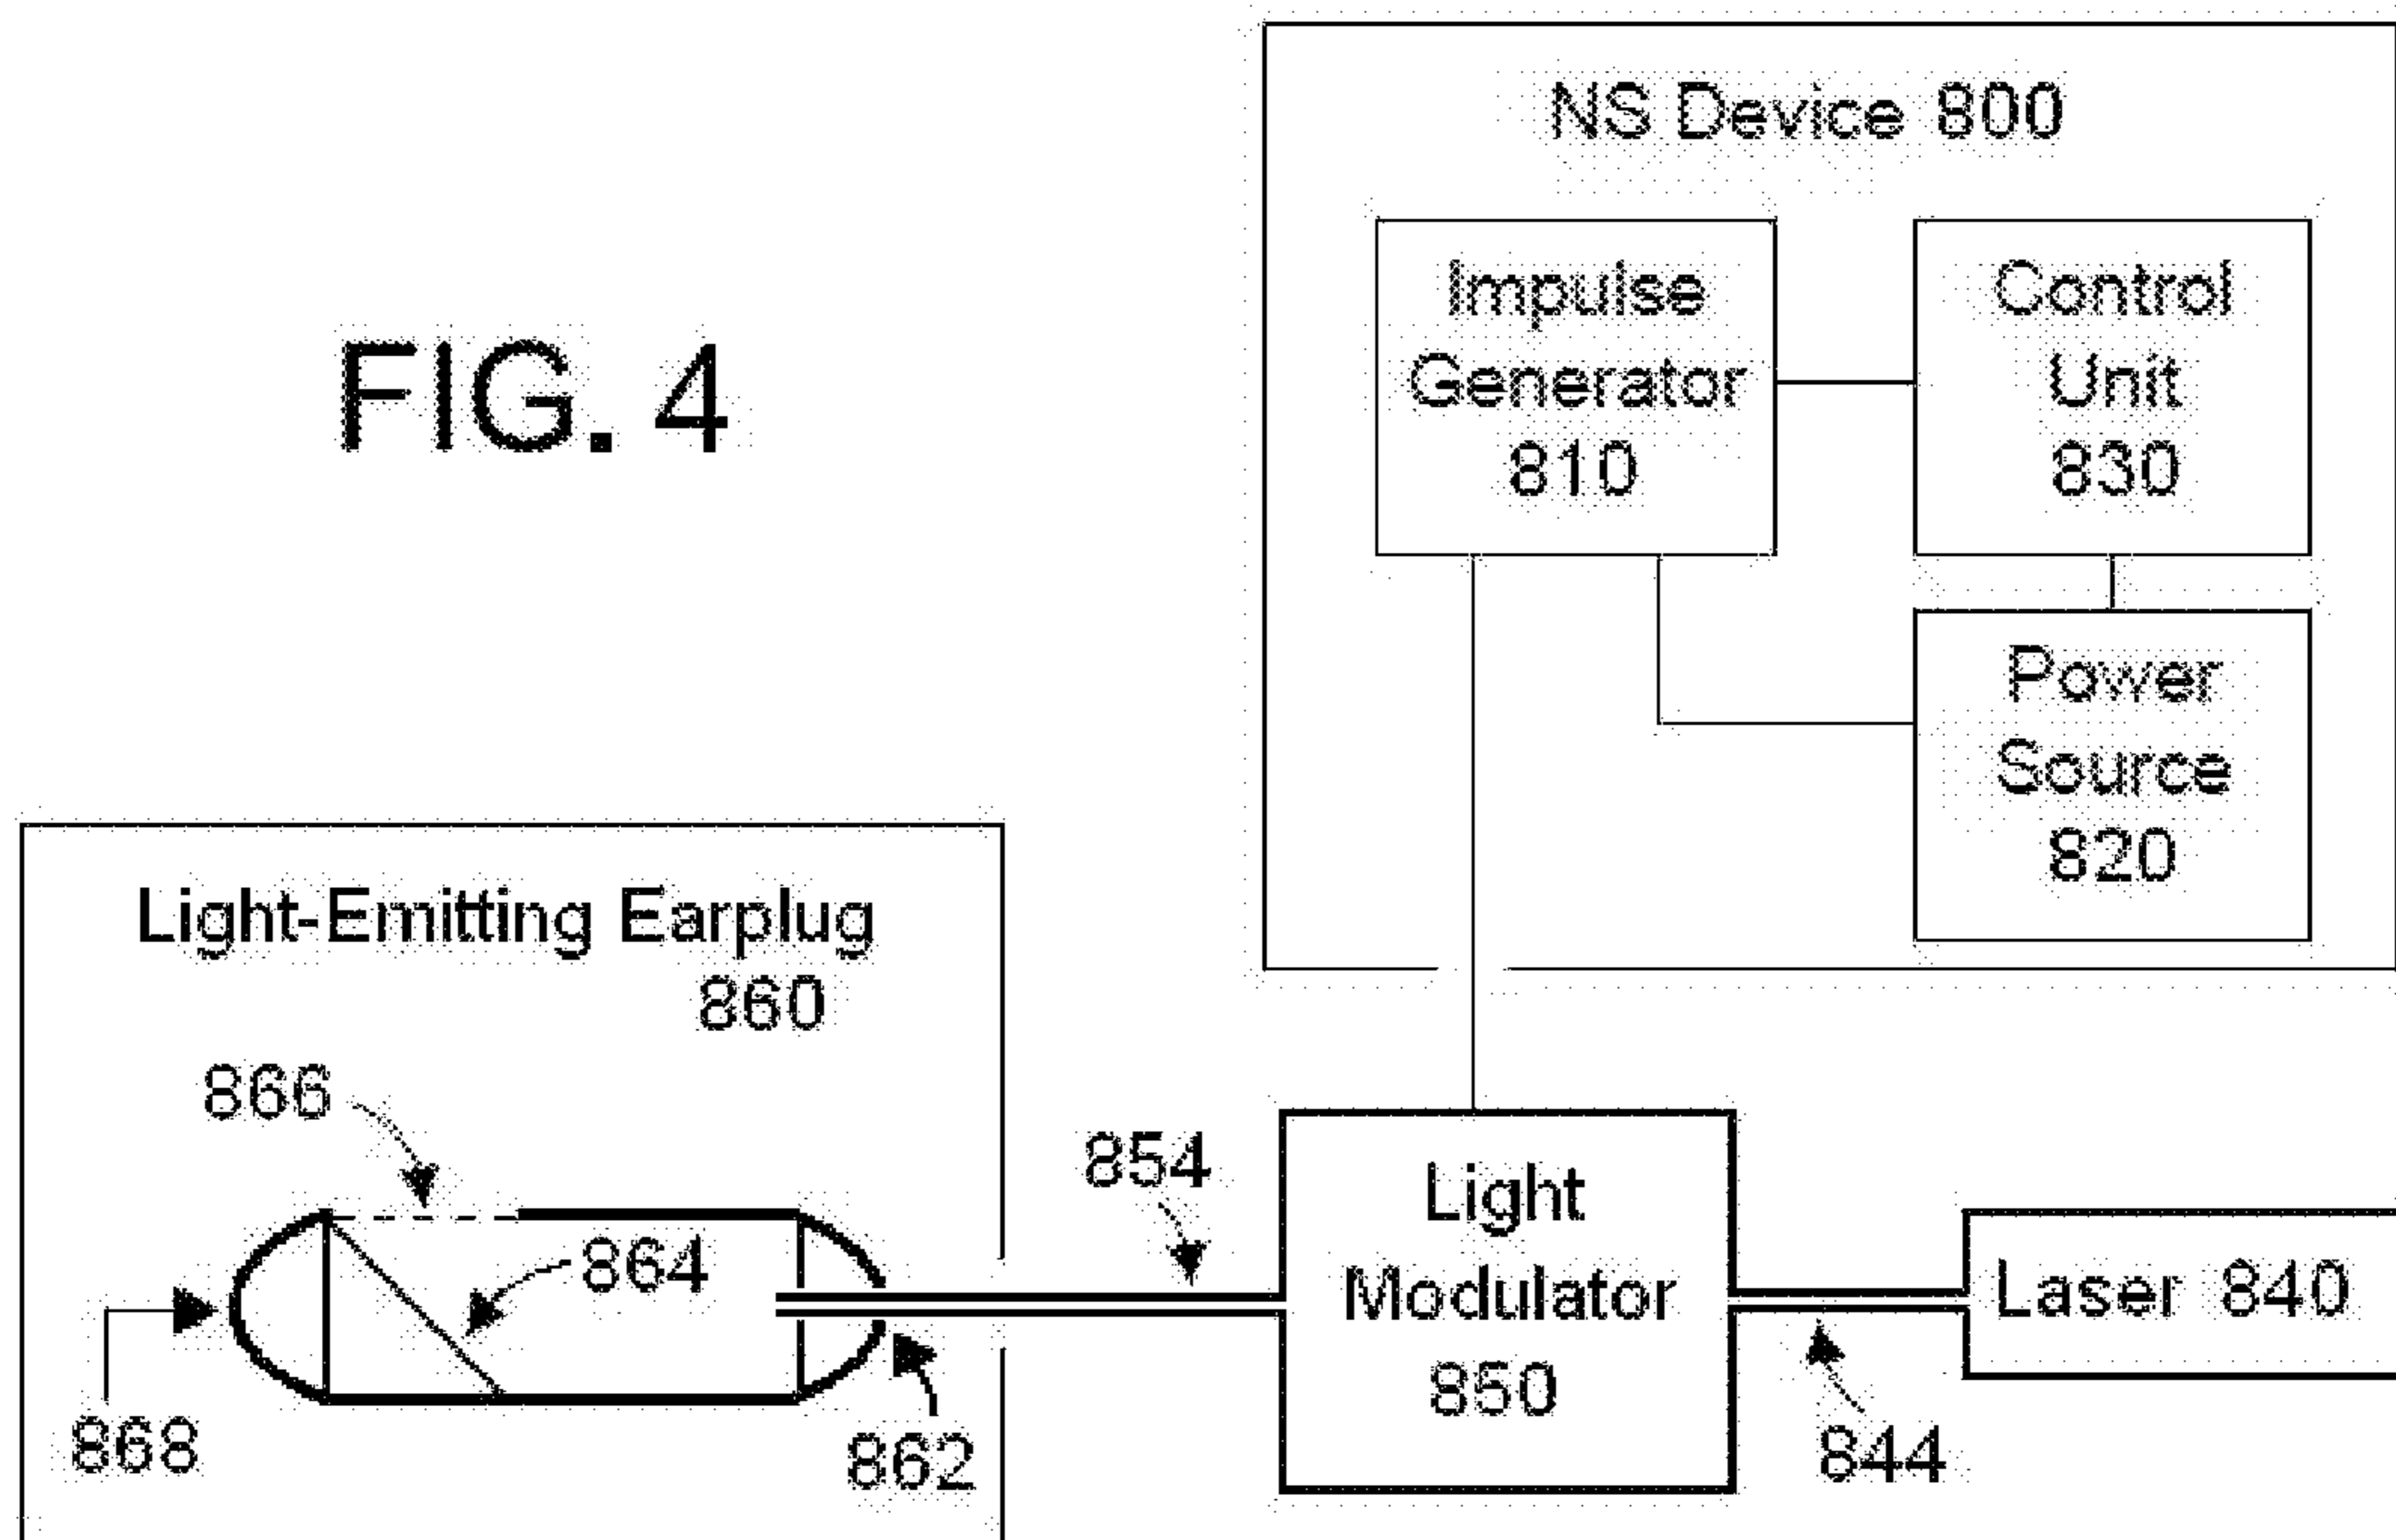 FIG. 4
NS Device 800
Impulse
Generator
810
Control
Unit
830
Power
Source
820
Light-Emitting Earplug
860
866
864
868
862
854
Light
Modulator
850
844
Laser 840